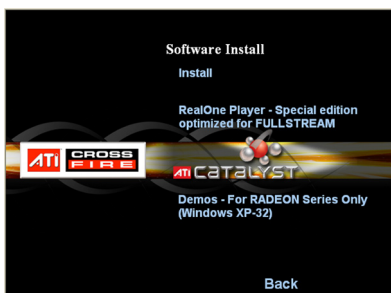 Software Install
Install
RealOne Player - Special edition
optimized for FULLSTREAM
ATI CROSS
FIRE
ATI CATALYST
Demos - For RADEON Series Only
(Windows XP-32)
Back